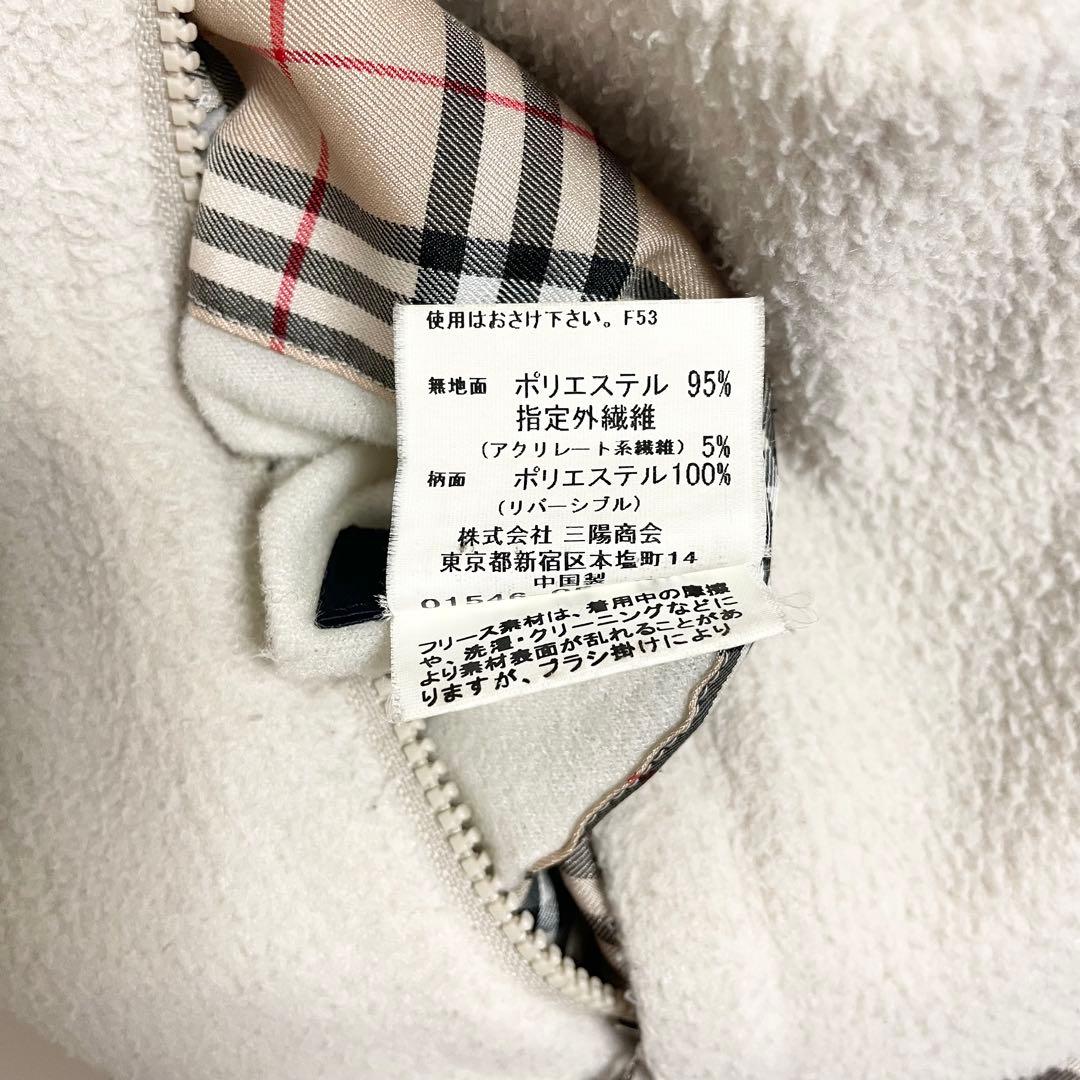 使用はおさけ下さい。F53
無地面 ポリエステル 95%
指定外繊維
(アクリレート系繊維) 5%
柄面 ポリエステル100%
(リバーシブル)
株式会社 三陽商会
東京都新宿区本塩町14
中国製
01546
フリース素材は、着用中の摩擦
や、洗濯・クリーニングなどに
より素材表面が乱れることがあ
りますが、ブラシ掛けにより